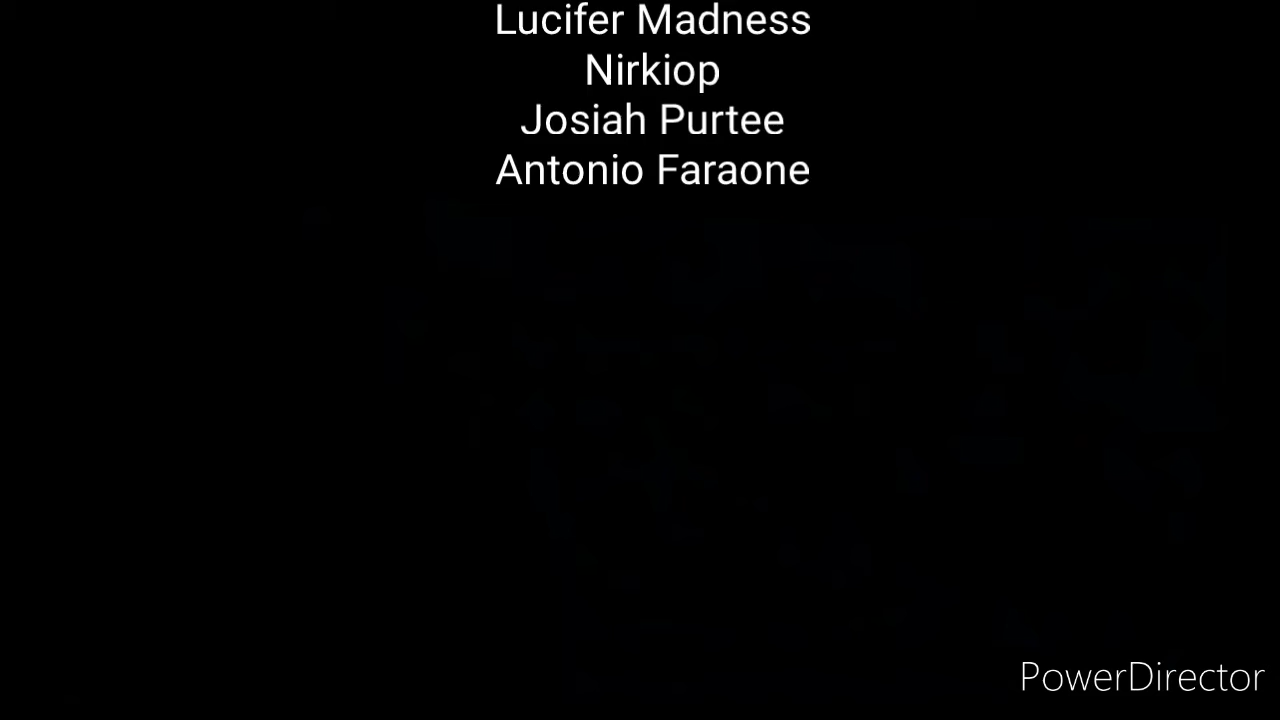 Lucifer Madness
Nirkiop
Josiah Purtee
Antonio Faraone
PowerDirector